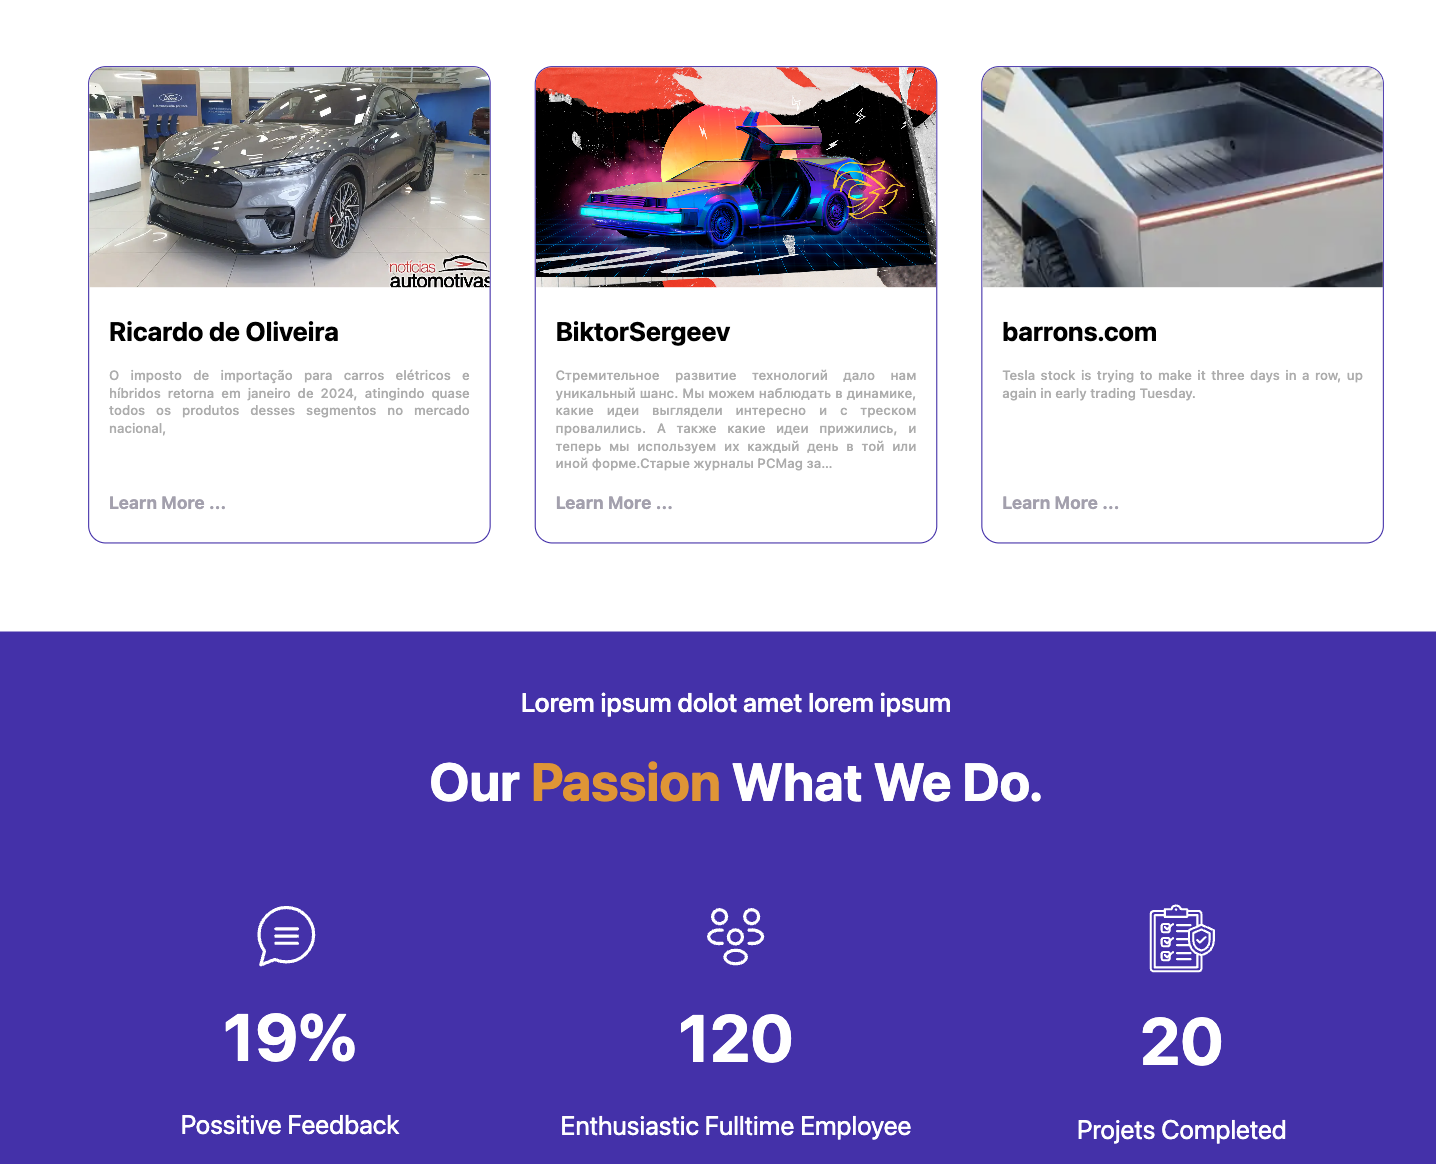 Ford
notícias
automotivas
Ricardo de Oliveira
O imposto de importação para carros elétricos e
híbridos retorna em janeiro de 2024, atingindo quase
todos os produtos desses segmentos no mercado
nacional,
Learn More ...
BiktorSergeev
Стремительное развитие технологий дало нам
уникальный шанс. Мы можем наблюдать в динамике,
какие идеи выглядели интересно и с треском
провалились. А также какие идеи прижились, и
теперь мы используем их каждый день в той или
иной форме.Старые журналы PCMag за...
Learn More ...
barrons.com
Tesla stock is trying to make it three days in a row, up
again in early trading Tuesday.
Learn More ...
Lorem ipsum dolot amet lorem ipsum
Our Passion What We Do.
19%
120
20
Possitive Feedback
Enthusiastic Fulltime Employee
Projets Completed